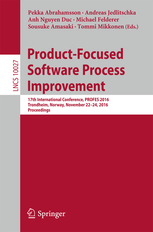 Pekka Abrahamsson · Andreas Jedlitschka
Anh Nguyen Duc · Michael Felderer
Sousuke Amasaki · Tommi Mikkonen (Eds.)
LNCS 10027
Product-Focused
Software Process
Improvement
17th International Conference, PROFES 2016
Trondheim, Norway, November 22–24, 2016
Proceedings
Springer